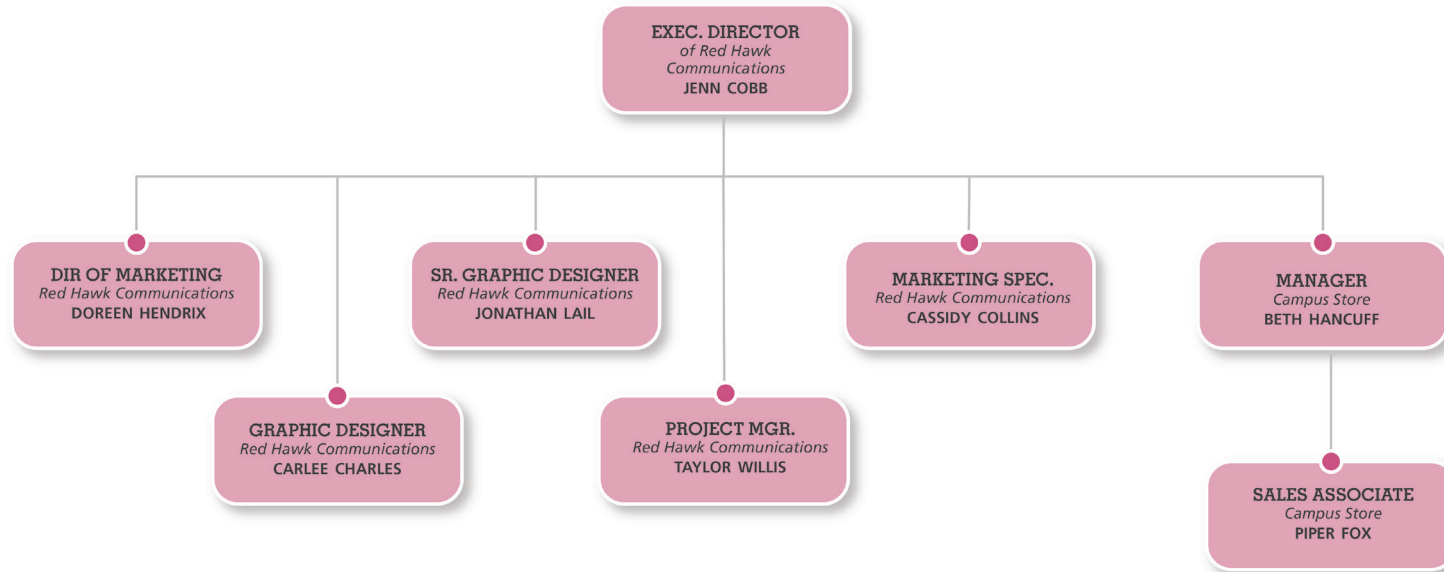 EXEC. DIRECTOR
of Red Hawk
Communications
JENN COBB
DIR OF MARKETING
Red Hawk Communications
DOREEN HENDRIX
SR. GRAPHIC DESIGNER
Red Hawk Communications
JONATHAN LAIL
MARKETING SPEC.
Red Hawk Communications
CASSIDY COLLINS
MANAGER
Campus Store
BETH HANCUFF
GRAPHIC DESIGNER
Red Hawk Communications
CARLEE CHARLES
PROJECT MGR.
Red Hawk Communications
TAYLOR WILLIS
SALES ASSOCIATE
Campus Store
PIPER FOX